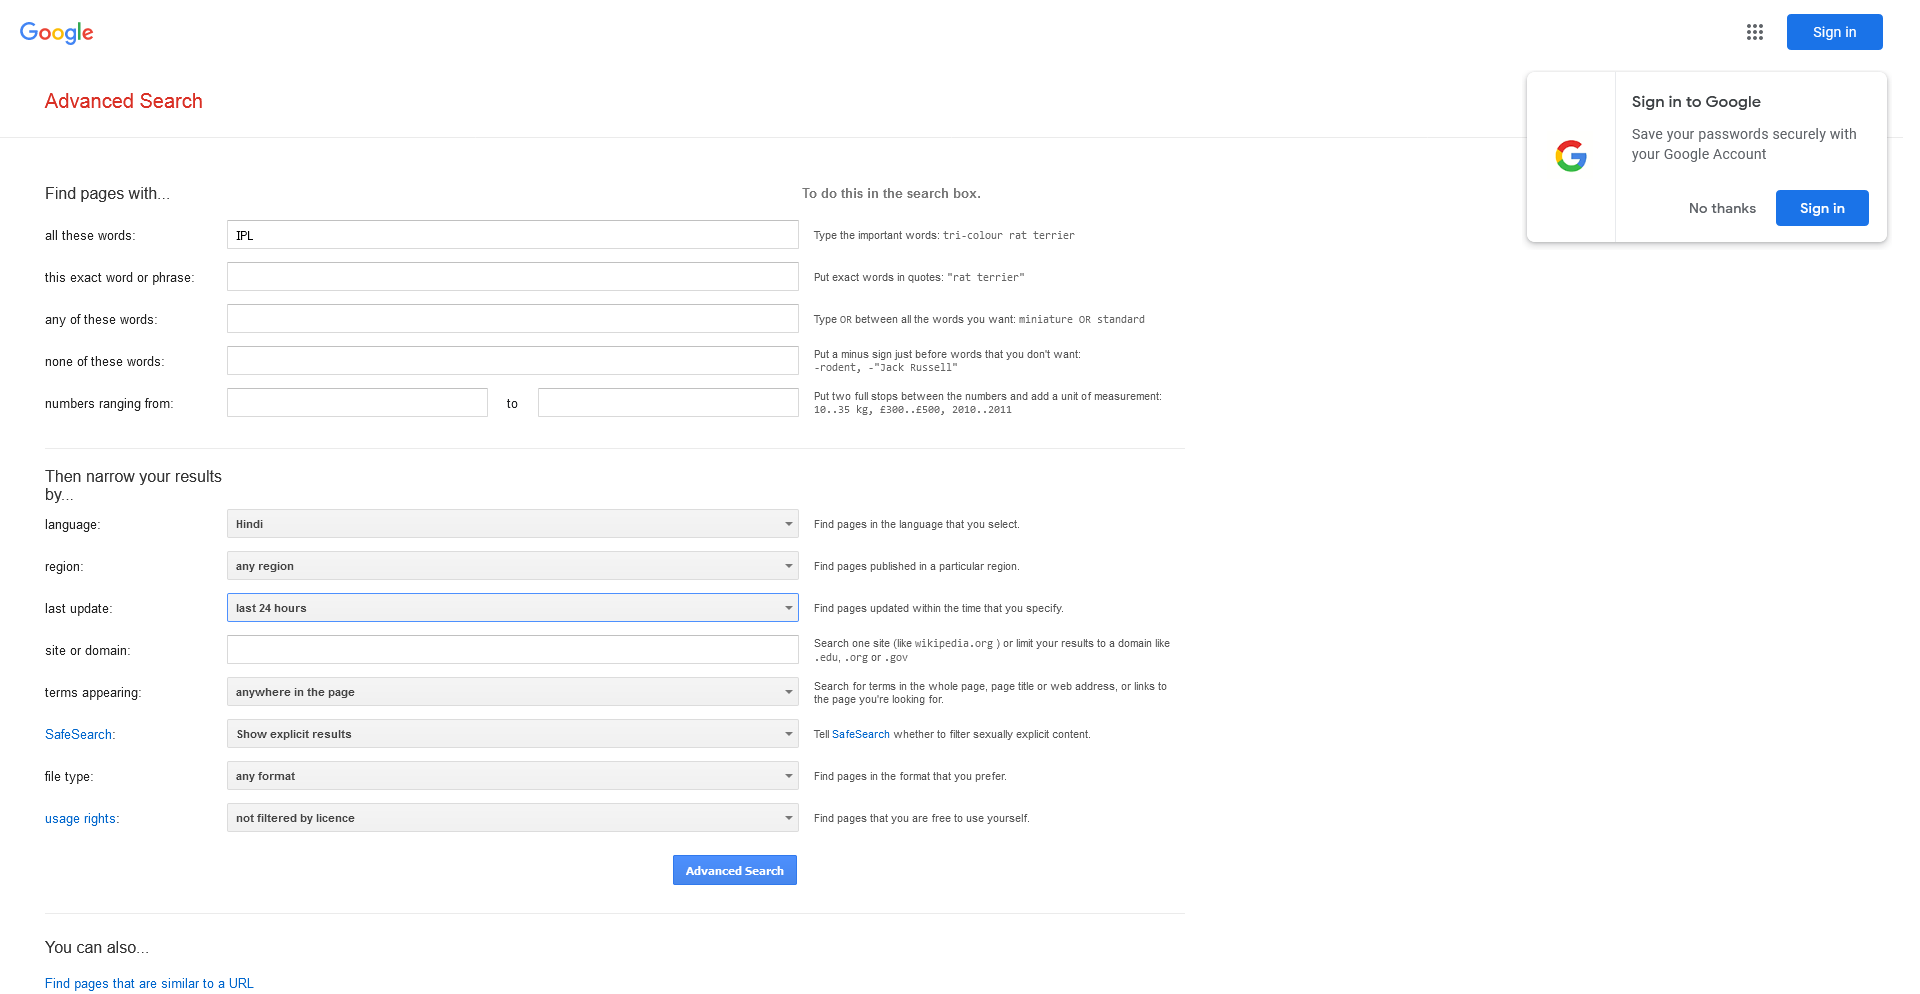 Google
Sign in
Advanced Search
Sign in to Google
Save your passwords securely with
your Google Account
No thanks
Sign in
Find pages with...
To do this in the search box.
all these words:
IPL
Type the important words: tri-colour rat terrier
this exact word or phrase:
Put exact words in quotes: "rat terrier"
any of these words:
Type OR between all the words you want: miniature OR standard
none of these words:
Put a minus sign just before words that you don't want:
-rodent, -"Jack Russell"
numbers ranging from:
to
Put two full stops between the numbers and add a unit of measurement:
10..35 kg, £300..£500, 2010..2011
Then narrow your results
by...
language:
Hindi
Find pages in the language that you select.
region:
any region
Find pages published in a particular region.
last update:
last 24 hours
Find pages updated within the time that you specify.
site or domain:
Search one site (like wikipedia.org ) or limit your results to a domain like
.edu, .org or .gov
terms appearing:
anywhere in the page
Search for terms in the whole page, page title or web address, or links to
the page you're looking for.
SafeSearch:
Show explicit results
Tell SafeSearch whether to filter sexually explicit content.
file type:
any format
Find pages in the format that you prefer.
usage rights:
not filtered by licence
Find pages that you are free to use yourself.
Advanced Search
You can also...
Find pages that are similar to a URL